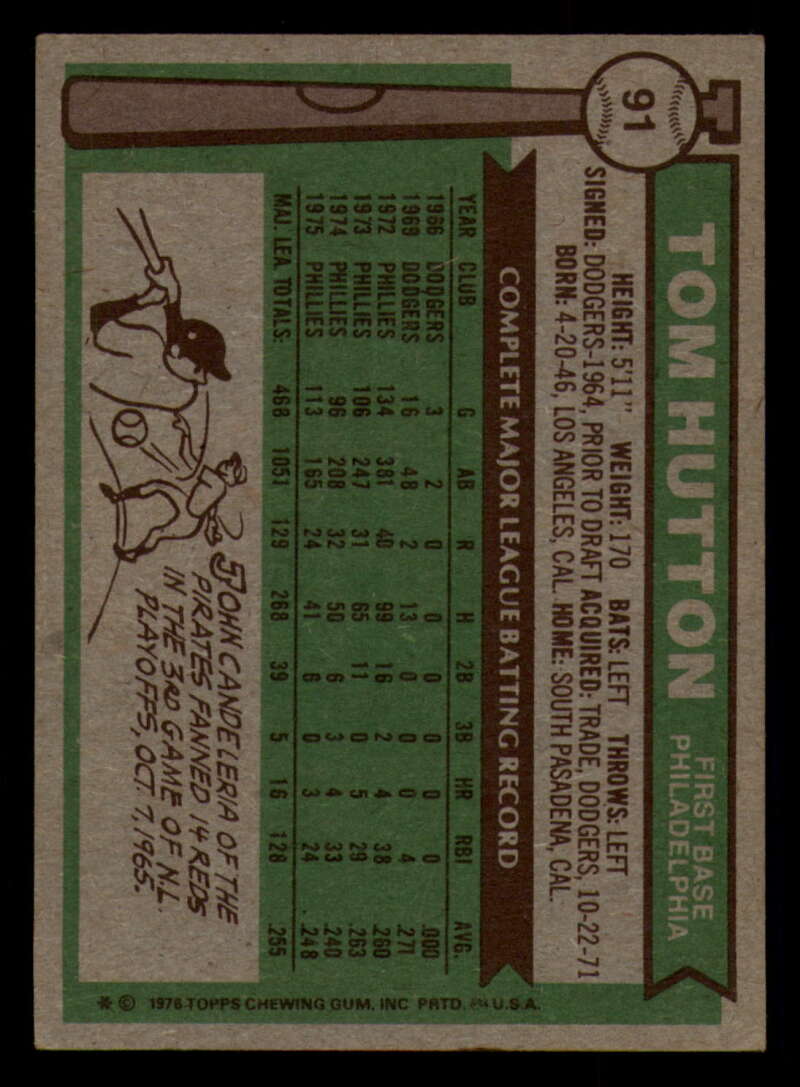 91
TOM HUTTON
FIRST BASE
PHILADELPHIA
HEIGHT: 5'11" WEIGHT: 170 BATS: LEFT THROWS: LEFT
SIGNED: DODGERS-1964, PRIOR TO DRAFT ACQUIRED: TRADE, DODGERS, 10-22-71
BORN: 4-20-46, LOS ANGELES, CAL. HOME: SOUTH PASADENA, CAL.
COMPLETE MAJOR LEAGUE BATTING RECORD
YEAR CLUB G AB R H 2B 3B HR RBI AVG.
1966 DODGERS 3 2 0 0 0 0 0 0 .000
1969 DODGERS 16 48 2 13 0 0 0 4 .271
1972 PHILLIES 134 381 40 99 16 2 4 38 .260
1973 PHILLIES 106 247 31 65 11 0 5 29 .263
1974 PHILLIES 96 208 32 50 6 3 4 33 .240
1975 PHILLIES 113 165 24 41 6 0 3 24 .248
MAJ. LEA. TOTALS: 468 1051 129 268 39 5 16 128 .255
JOHN CANDELERIA OF THE
PIRATES FANNED 14 REDS
IN THE 3RD GAME OF N.L.
PLAYOFFS, OCT. 7, 1965.
* © 1976 TOPPS CHEWING GUM, INC PRTD. IN U.S.A.